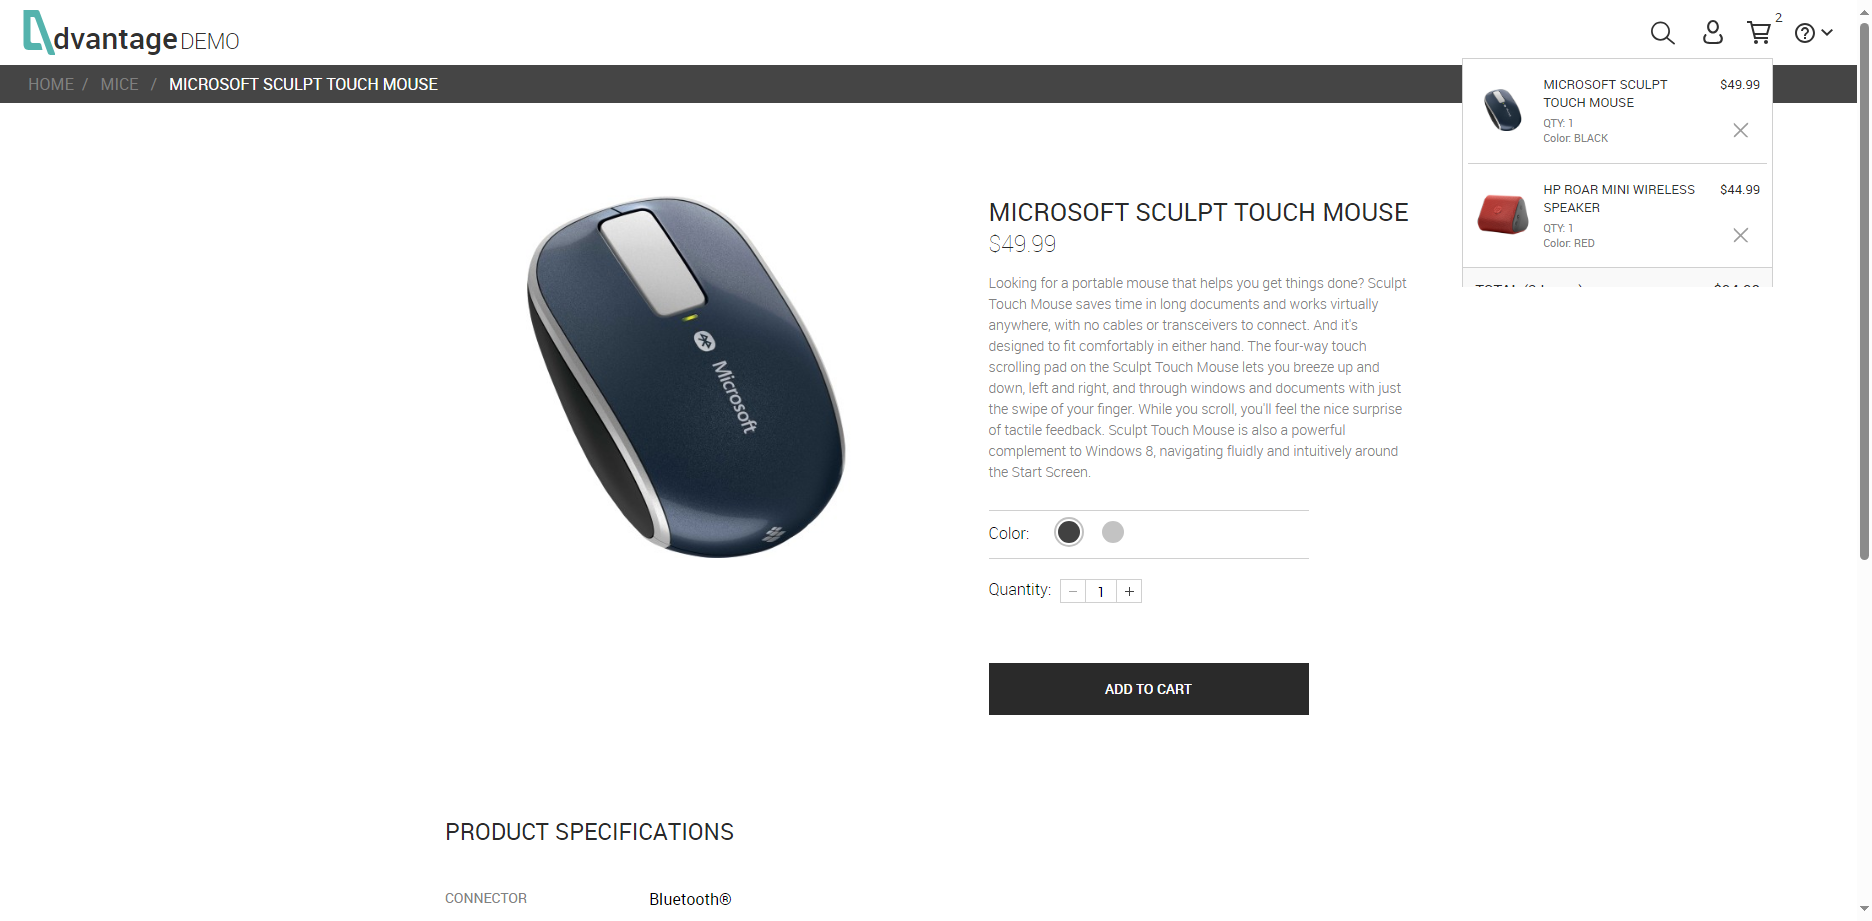 dvantage DEMO
2
HOME / MICE / MICROSOFT SCULPT TOUCH MOUSE
MICROSOFT SCULPT $49.99
TOUCH MOUSE
QTY: 1
Color: BLACK
HP ROAR MINI WIRELESS $44.99
SPEAKER
QTY: 1
Color: RED
Microsoft
MICROSOFT SCULPT TOUCH MOUSE
$49.99
Looking for a portable mouse that helps you get things done? Sculpt
Touch Mouse saves time in long documents and works virtually
anywhere, with no cables or transceivers to connect. And it's
designed to fit comfortably in either hand. The four-way touch
scrolling pad on the Sculpt Touch Mouse lets you breeze up and
down, left and right, and through windows and documents with just
the swipe of your finger. While you scroll, you'll feel the nice surprise
of tactile feedback. Sculpt Touch Mouse is also a powerful
complement to Windows 8, navigating fluidly and intuitively around
the Start Screen.
Color:
Quantity: − 1 +
ADD TO CART
PRODUCT SPECIFICATIONS
CONNECTOR Bluetooth®